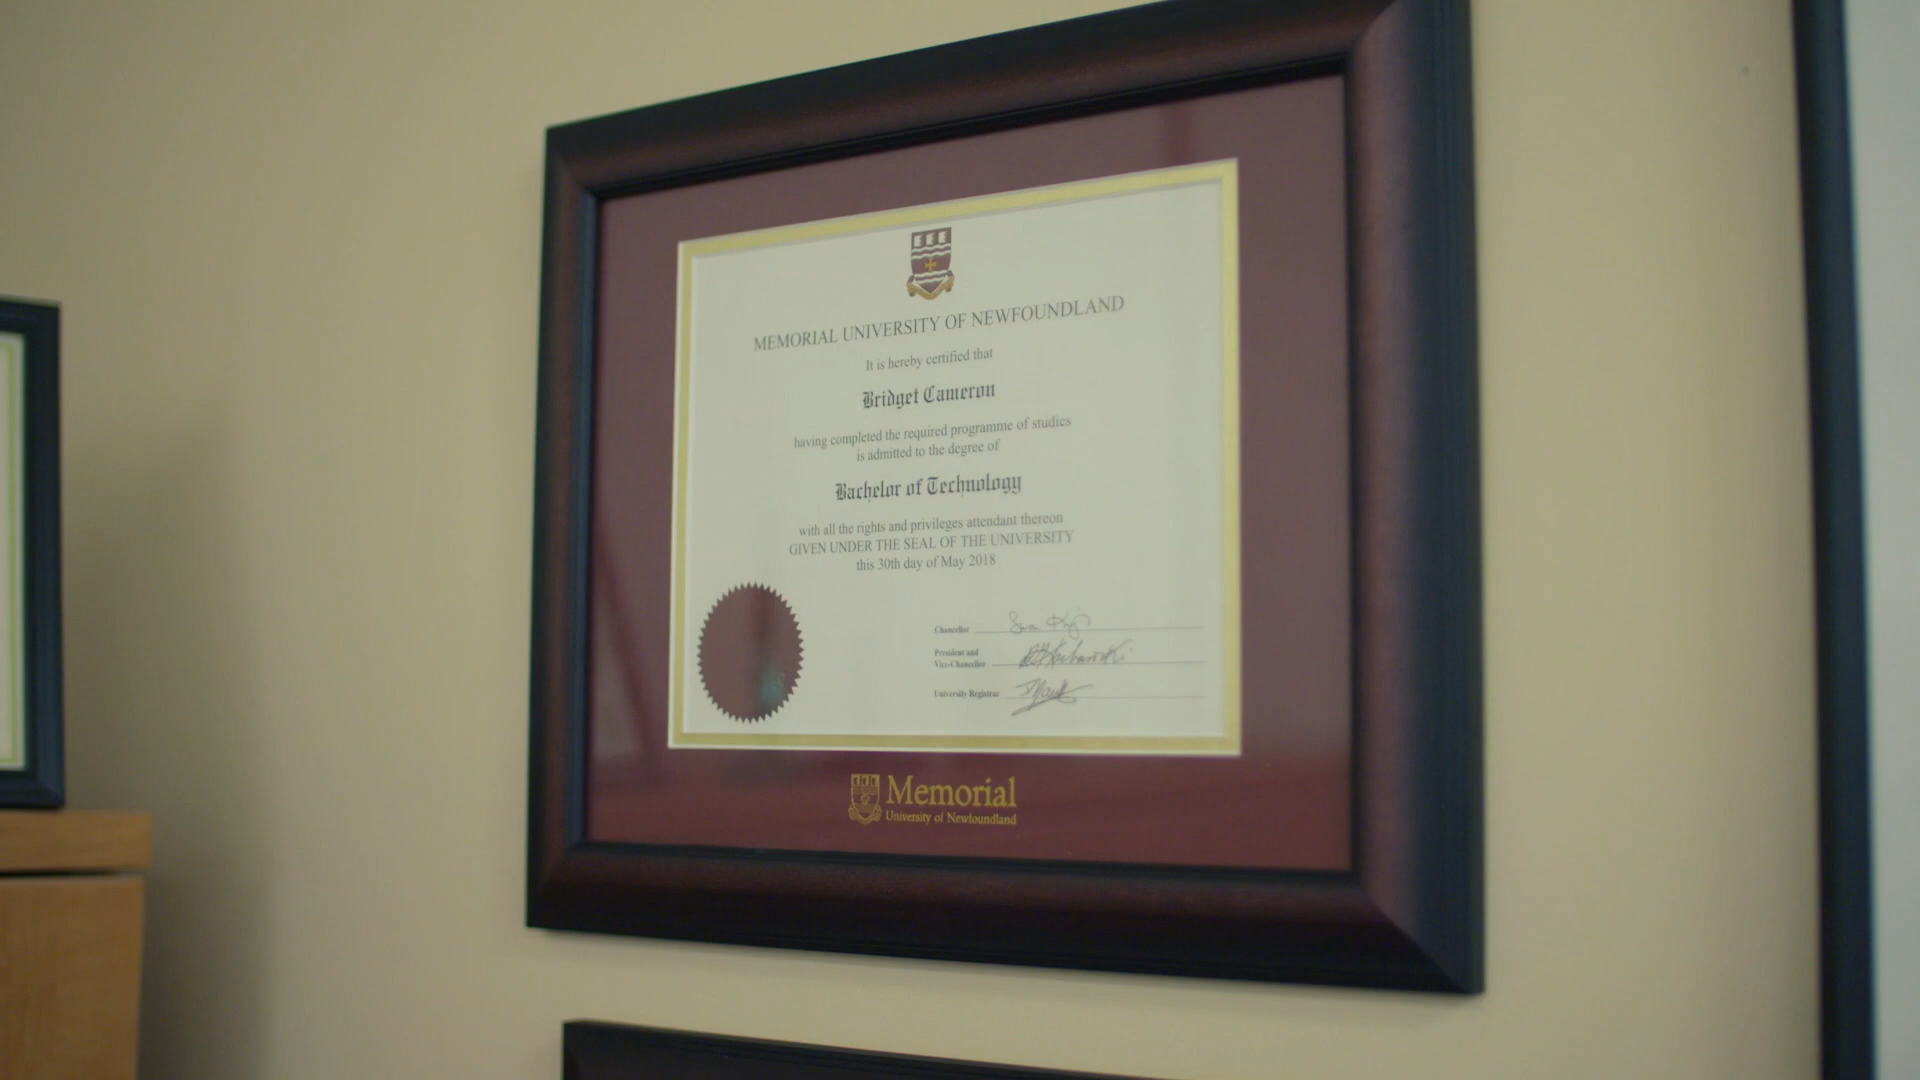 MEMORIAL UNIVERSITY OF NEWFOUNDLAND
It is hereby certified that
Bridget Cameron
having completed the required programme of studies
is admitted to the degree of
Bachelor of Technology
with all the rights and privileges attendant thereon
GIVEN UNDER THE SEAL OF THE UNIVERSITY
this 30th day of May 2018
Chancellor
President and
Vice-Chancellor
University Registrar
Memorial
University of Newfoundland